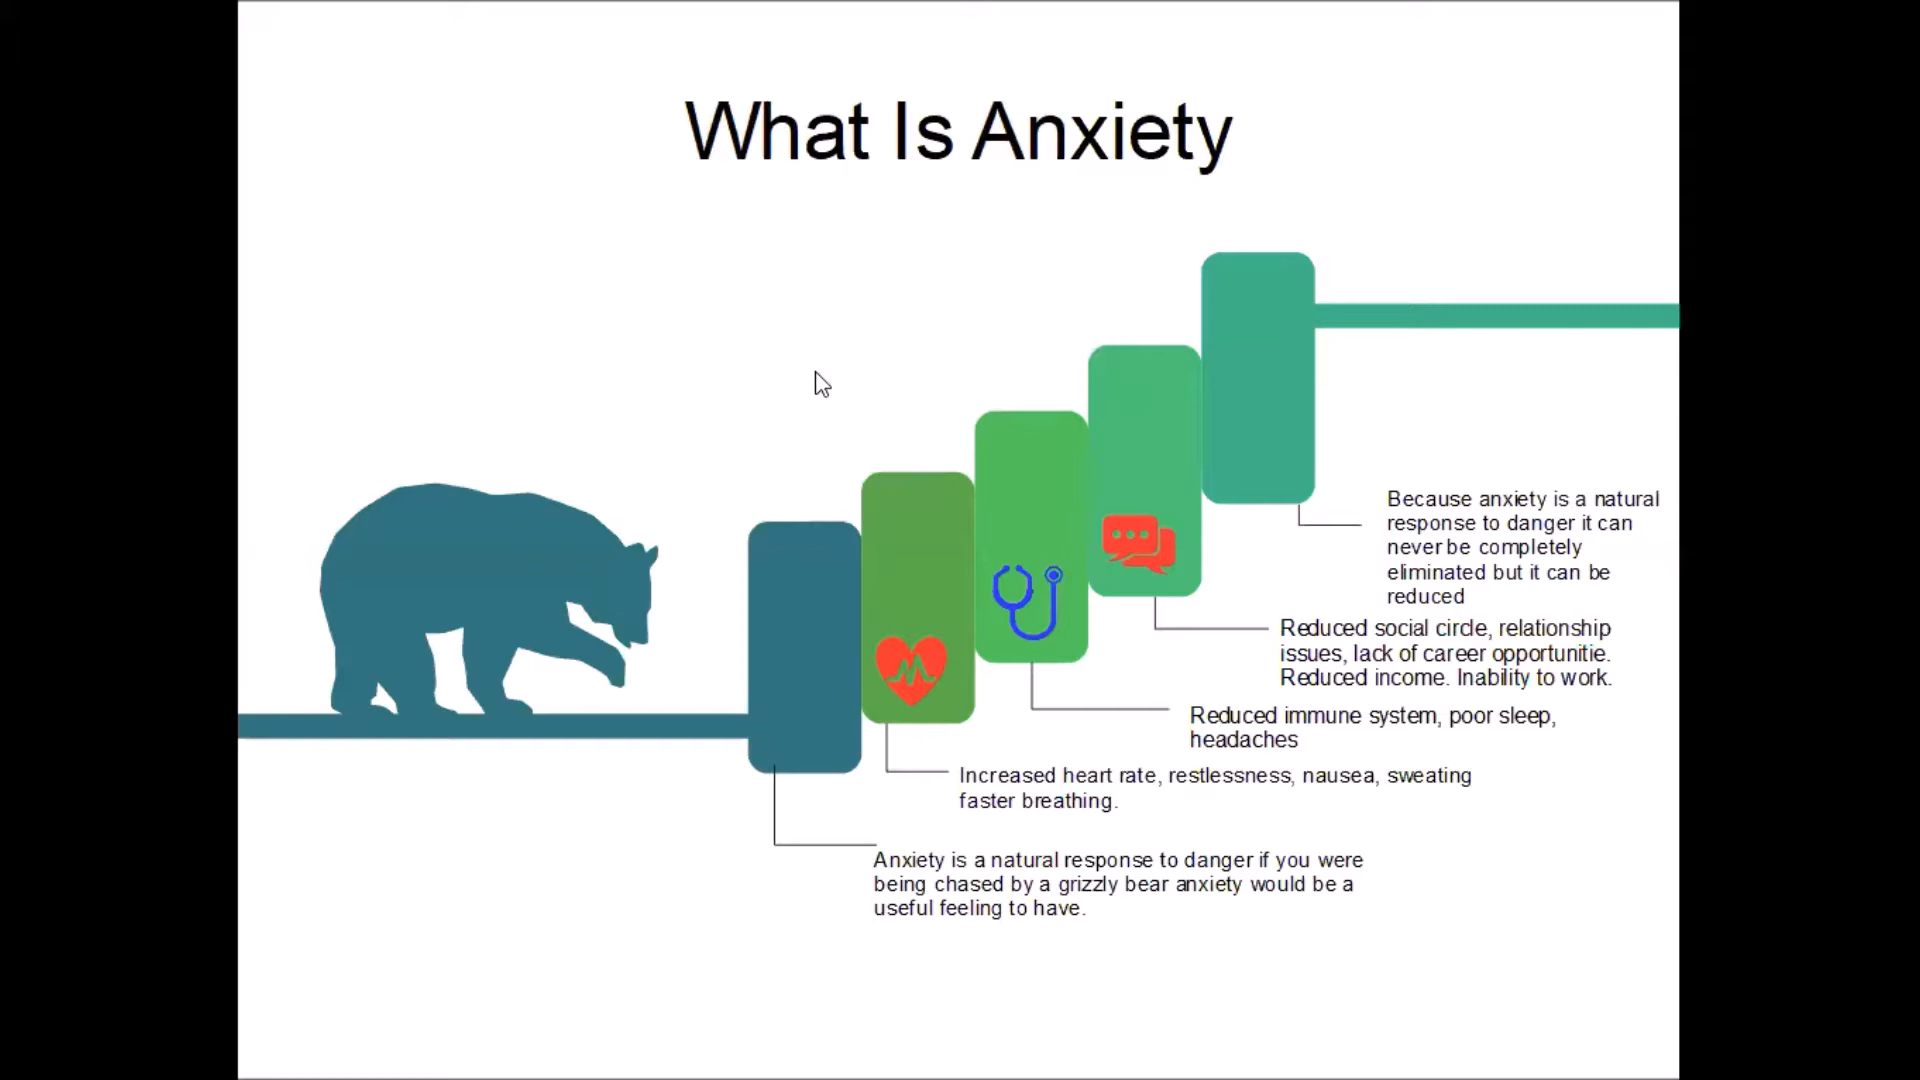 What Is Anxiety
Because anxiety is a natural
response to danger it can
never be completely
eliminated but it can be
reduced
Reduced social circle, relationship
issues, lack of career opportunitie.
Reduced income. Inability to work.
Reduced immune system, poor sleep,
headaches
Increased heart rate, restlessness, nausea, sweating
faster breathing.
Anxiety is a natural response to danger if you were
being chased by a grizzly bear anxiety would be a
useful feeling to have.